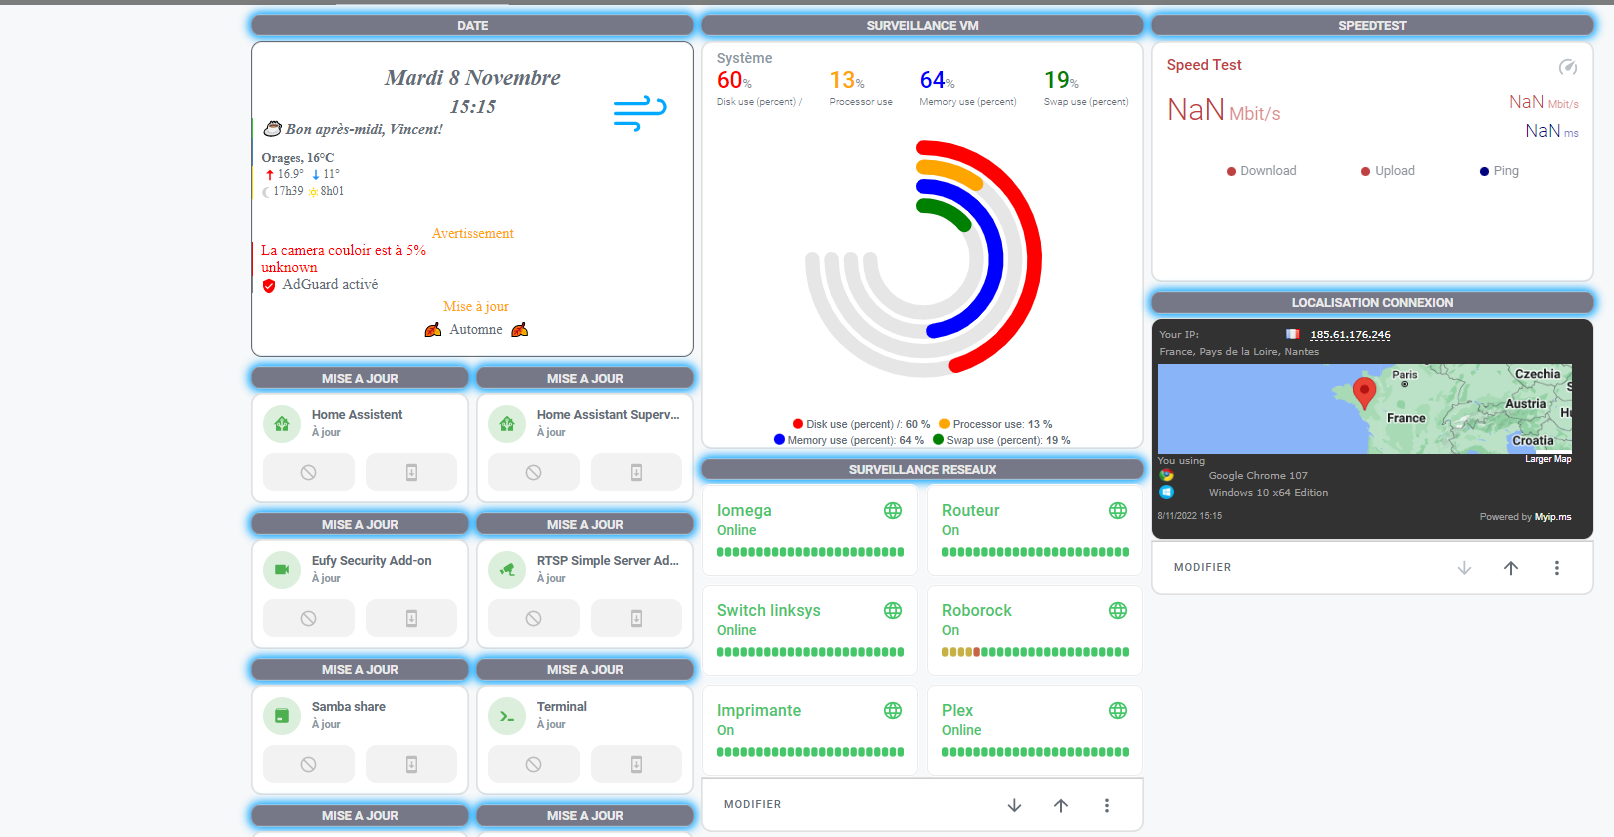 DATE
Mardi 8 Novembre
15:15
Bon après-midi, Vincent!
Orages, 16°C
16.9° 11°
17h39 8h01
Avertissement
La camera couloir est à 5%
unknown
AdGuard activé
Mise à jour
Automne
MISE A JOUR
Home Assistent
À jour
MISE A JOUR
Home Assistant Superv...
À jour
MISE A JOUR
Eufy Security Add-on
À jour
MISE A JOUR
RTSP Simple Server Ad...
À jour
MISE A JOUR
Samba share
À jour
MISE A JOUR
Terminal
À jour
MISE A JOUR
MISE A JOUR
SURVEILLANCE VM
Système
60% 13% 64% 19%
Disk use (percent) / Processor use Memory use (percent) Swap use (percent)
Disk use (percent) /: 60 % Processor use: 13 %
Memory use (percent): 64 % Swap use (percent): 19 %
SURVEILLANCE RESEAUX
Iomega
Online
Routeur
On
Switch linksys
Online
Roborock
On
Imprimante
On
Plex
Online
MODIFIER
SPEEDTEST
Speed Test
NaN Mbit/s
NaN Mbit/s
NaN ms
Download Upload Ping
LOCALISATION CONNEXION
Your IP: 185.61.176.246
France, Pays de la Loire, Nantes
Paris
Czechia
Austria
France
Croatia
You using
Larger Map
Google Chrome 107
Windows 10 x64 Edition
8/11/2022 15:15
Powered by Myip.ms
MODIFIER